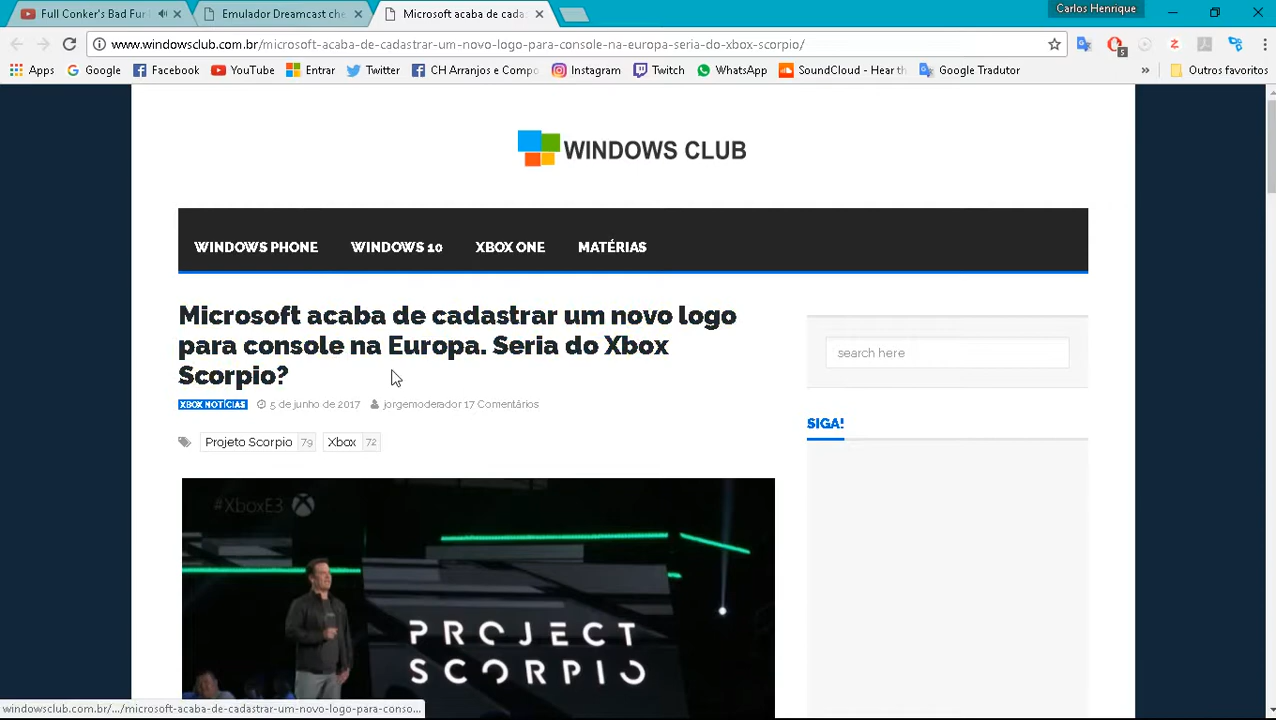 Full Conker's Bad Fur
Emulador Dreamcast che
Microsoft acaba de cada
Carlos Henrique
www.windowsclub.com.br/microsoft-acaba-de-cadastrar-um-novo-logo-para-console-na-europa-seria-do-xbox-scorpio/
5
Apps
Google
Facebook
YouTube
Entrar
Twitter
CH Arranjos e Compo
Instagram
Twitch
WhatsApp
SoundCloud - Hear th
Google Tradutor
»
Outros favoritos
WINDOWS CLUB
WINDOWS PHONE
WINDOWS 10
XBOX ONE
MATÉRIAS
Microsoft acaba de cadastrar um novo logo
para console na Europa. Seria do Xbox
Scorpio?
search here
XBOX NOTÍCIAS 5 de junho de 2017 jorgemoderador 17 Comentários
SIGA!
Projeto Scorpio 79 Xbox 72
#XboxE3
PROJECT
SCORPIO
windowsclub.com.br/.../microsoft-acaba-de-cadastrar-um-novo-logo-para-conso...